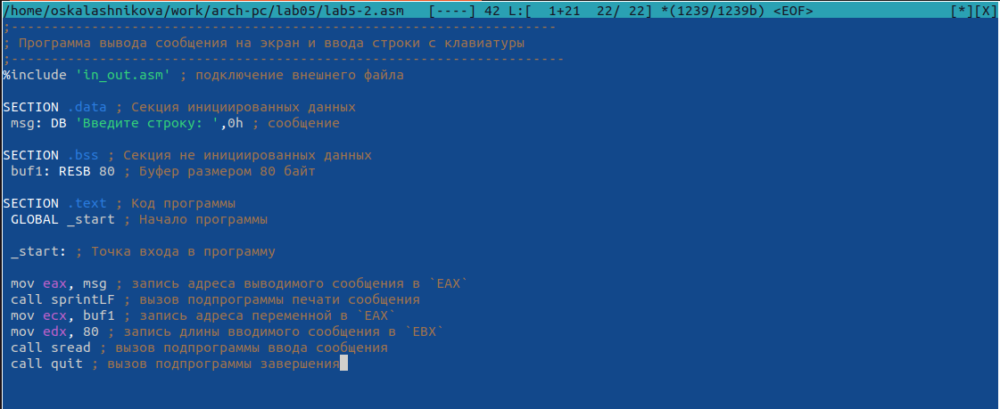 /home/oskalashnikova/work/arch-pc/lab05/lab5-2.asm   [----] 42 L:[  1+21  22/ 22] *(1239/1239b) <EOF>   [*][X]
;--------------------------------------------------------------------
; Программа вывода сообщения на экран и ввода строки с клавиатуры
;---------------------------------------------------------------------
%include 'in_out.asm' ; подключение внешнего файла
SECTION .data ; Секция инициированных данных
msg: DB 'Введите строку: ',0h ; сообщение
SECTION .bss ; Секция не инициированных данных
buf1: RESB 80 ; Буфер размером 80 байт
SECTION .text ; Код программы
GLOBAL _start ; Начало программы
_start: ; Точка входа в программу
mov eax, msg ; запись адреса выводимого сообщения в `EAX`
call sprintLF ; вызов подпрограммы печати сообщения
mov ecx, buf1 ; запись адреса переменной в `EAX`
mov edx, 80 ; запись длины вводимого сообщения в `EBX`
call sread ; вызов подпрограммы ввода сообщения
call quit ; вызов подпрограммы завершения